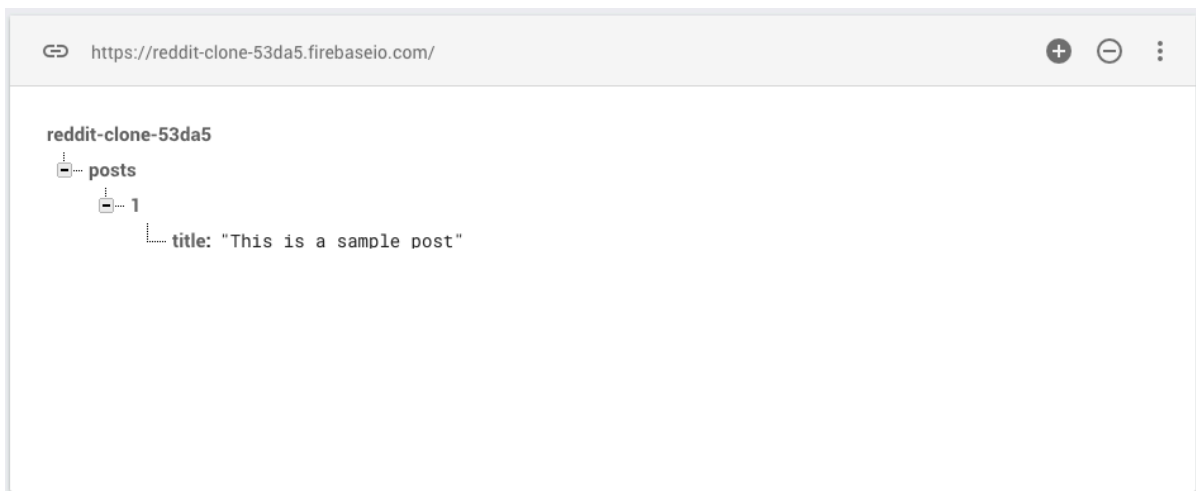 https://reddit-clone-53da5.firebaseio.com/
reddit-clone-53da5
posts
1
title: "This is a sample post"